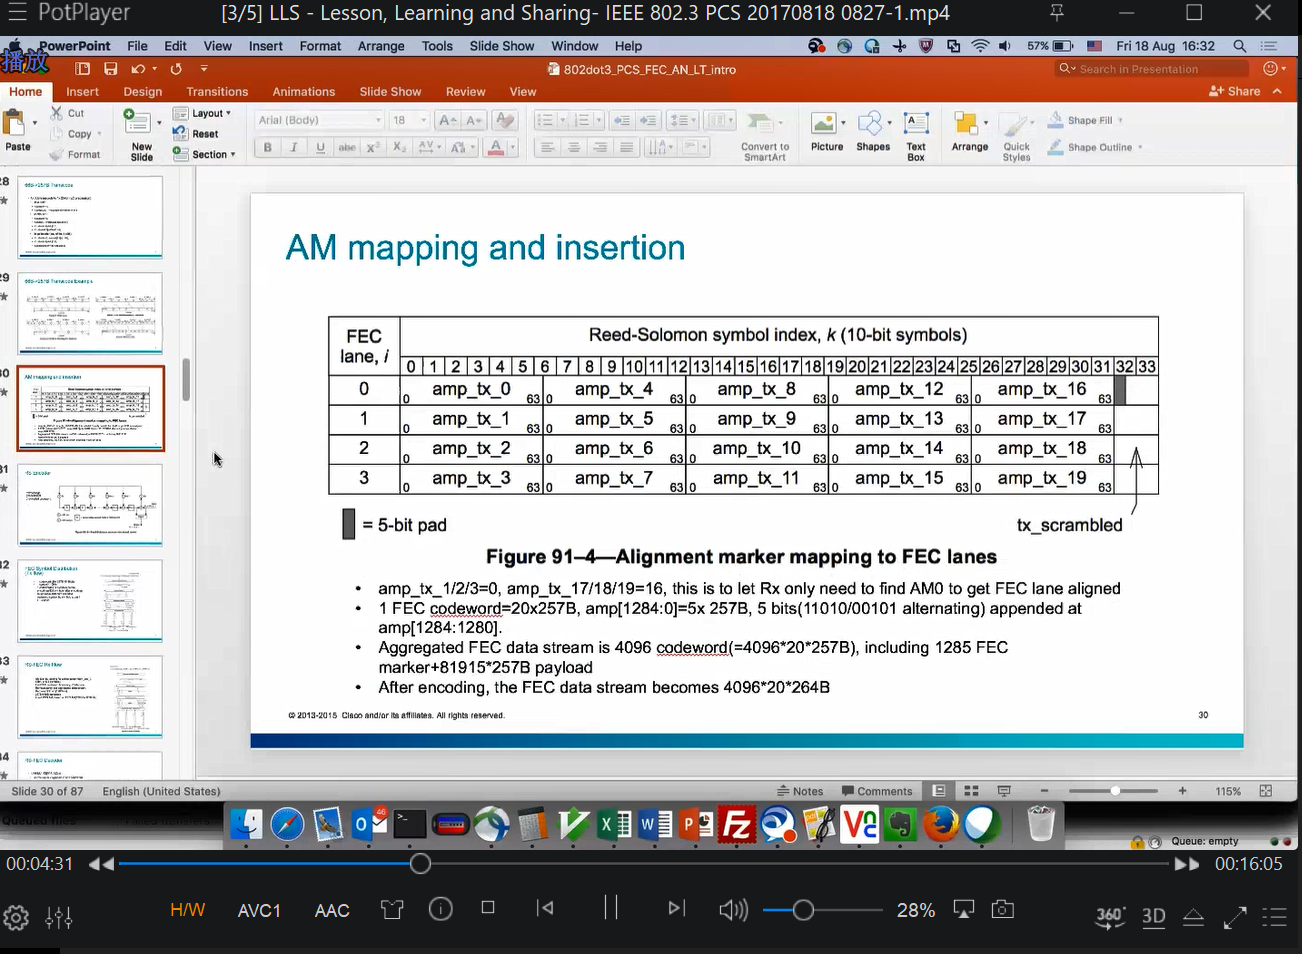 PotPlayer
[3/5] LLS - Lesson, Learning and Sharing- IEEE 802.3 PCS 20170818 0827-1.mp4
PowerPoint File Edit View Insert Format Arrange Tools Slide Show Window Help
57% Fri 18 Aug 16:32
播放
802dot3_PCS_FEC_AN_LT_intro
Search in Presentation
Home Insert Design Transitions Animations Slide Show Review View
Share
Paste
Cut
Copy
Format
New Slide
Layout
Reset
Section
Arial (Body) 18
B I U abc X² X₂ AV Aa A
Convert to SmartArt
Picture
Shapes
Text Box
Arrange
Quick Styles
Shape Fill
Shape Outline
28
29
30
AM mapping and insertion
31
32
33
34
AM mapping and insertion
FEC lane, i
Reed-Solomon symbol index, k (10-bit symbols)
0 1 2 3 4 5 6 7 8 9 10 11 12 13 14 15 16 17 18 19 20 21 22 23 24 25 26 27 28 29 30 31 32 33
0 0 amp_tx_0 63 0 amp_tx_4 63 0 amp_tx_8 63 0 amp_tx_12 63 0 amp_tx_16 63
1 0 amp_tx_1 63 0 amp_tx_5 63 0 amp_tx_9 63 0 amp_tx_13 63 0 amp_tx_17 63
2 0 amp_tx_2 63 0 amp_tx_6 63 0 amp_tx_10 63 0 amp_tx_14 63 0 amp_tx_18 63
3 0 amp_tx_3 63 0 amp_tx_7 63 0 amp_tx_11 63 0 amp_tx_15 63 0 amp_tx_19 63
= 5-bit pad
tx_scrambled
Figure 91–4—Alignment marker mapping to FEC lanes
• amp_tx_1/2/3=0, amp_tx_17/18/19=16, this is to let Rx only need to find AM0 to get FEC lane aligned
• 1 FEC codeword=20x257B, amp[1284:0]=5x 257B, 5 bits(11010/00101 alternating) appended at
amp[1284:1280].
• Aggregated FEC data stream is 4096 codeword(=4096*20*257B), including 1285 FEC
marker+81915*257B payload
• After encoding, the FEC data stream becomes 4096*20*264B
© 2013-2015 Cisco and/or its affiliates. All rights reserved.
30
Slide 30 of 87 English (United States)
Notes Comments 115%
46
Queue: empty
00:04:31
00:16:05
H/W AVC1 AAC
28%
360° 3D